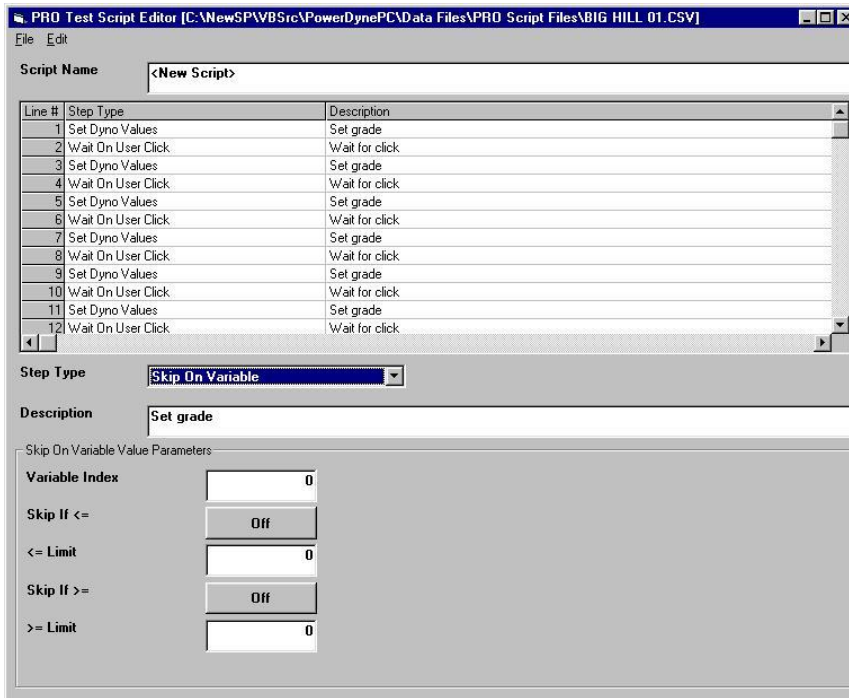 PRO Test Script Editor [C:\NewSP\VBSrc\PowerDynePC\Data Files\PRO Script Files\BIG HILL 01.CSV]
File Edit
Script Name <New Script>
Line # Step Type Description
1 Set Dyno Values Set grade
2 Wait On User Click Wait for click
3 Set Dyno Values Set grade
4 Wait On User Click Wait for click
5 Set Dyno Values Set grade
6 Wait On User Click Wait for click
7 Set Dyno Values Set grade
8 Wait On User Click Wait for click
9 Set Dyno Values Set grade
10 Wait On User Click Wait for click
11 Set Dyno Values Set grade
12 Wait On User Click Wait for click
Step Type Skip On Variable
Description Set grade
Skip On Variable Value Parameters
Variable Index 0
Skip If <= Off
<= Limit 0
Skip If >= Off
>= Limit 0